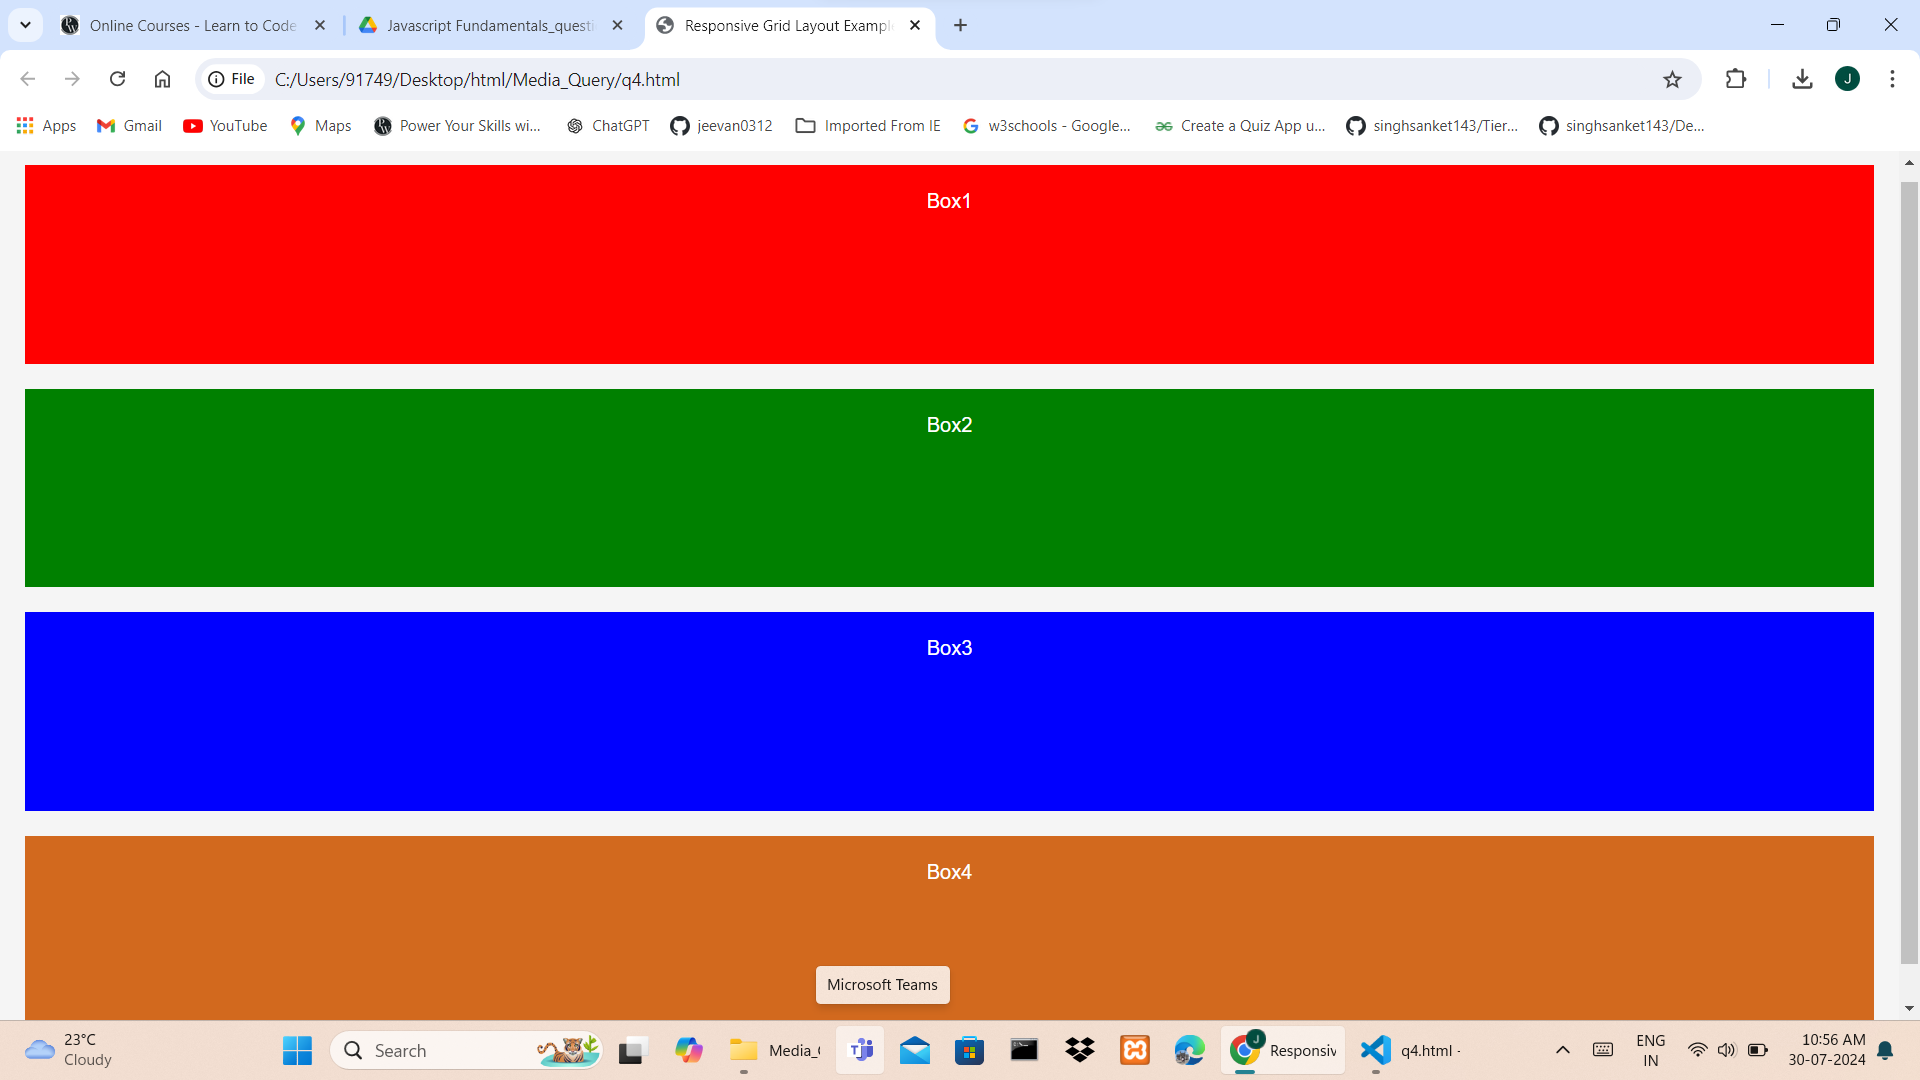 Online Courses - Learn to Code
Javascript Fundamentals_questi
Responsive Grid Layout Example
File
C:/Users/91749/Desktop/html/Media_Query/q4.html
J
Apps
Gmail
YouTube
Maps
Power Your Skills wi...
ChatGPT
jeevan0312
Imported From IE
w3schools - Google...
Create a Quiz App u...
singhsanket143/Tier...
singhsanket143/De...
Box1
Box2
Box3
Box4
Microsoft Teams
23°C
Cloudy
Search
Media_
J
Responsiv
q4.html -
ENG
IN
10:56 AM
30-07-2024